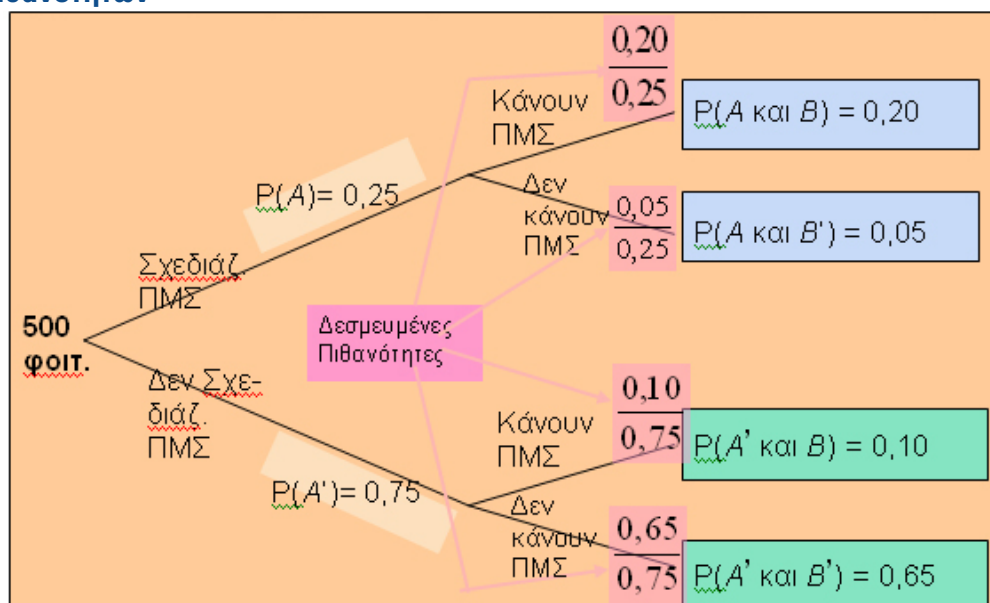 0,20
0,25
Κάνουν
ΠΜΣ
P(A και B) = 0,20
P(A)= 0,25
Δεν
κάνουν
ΠΜΣ
0,05
0,25
P(A και B') = 0,05
Σχεδιάζ.
ΠΜΣ
500
φοιτ.
Δεσμευμένες
Πιθανότητες
Δεν Σχε-
διάζ.
ΠΜΣ
0,10
0,75
Κάνουν
ΠΜΣ
P(A' και B) = 0,10
P(A')= 0,75
Δεν
κάνουν
ΠΜΣ
0,65
0,75
P(A' και B') = 0,65